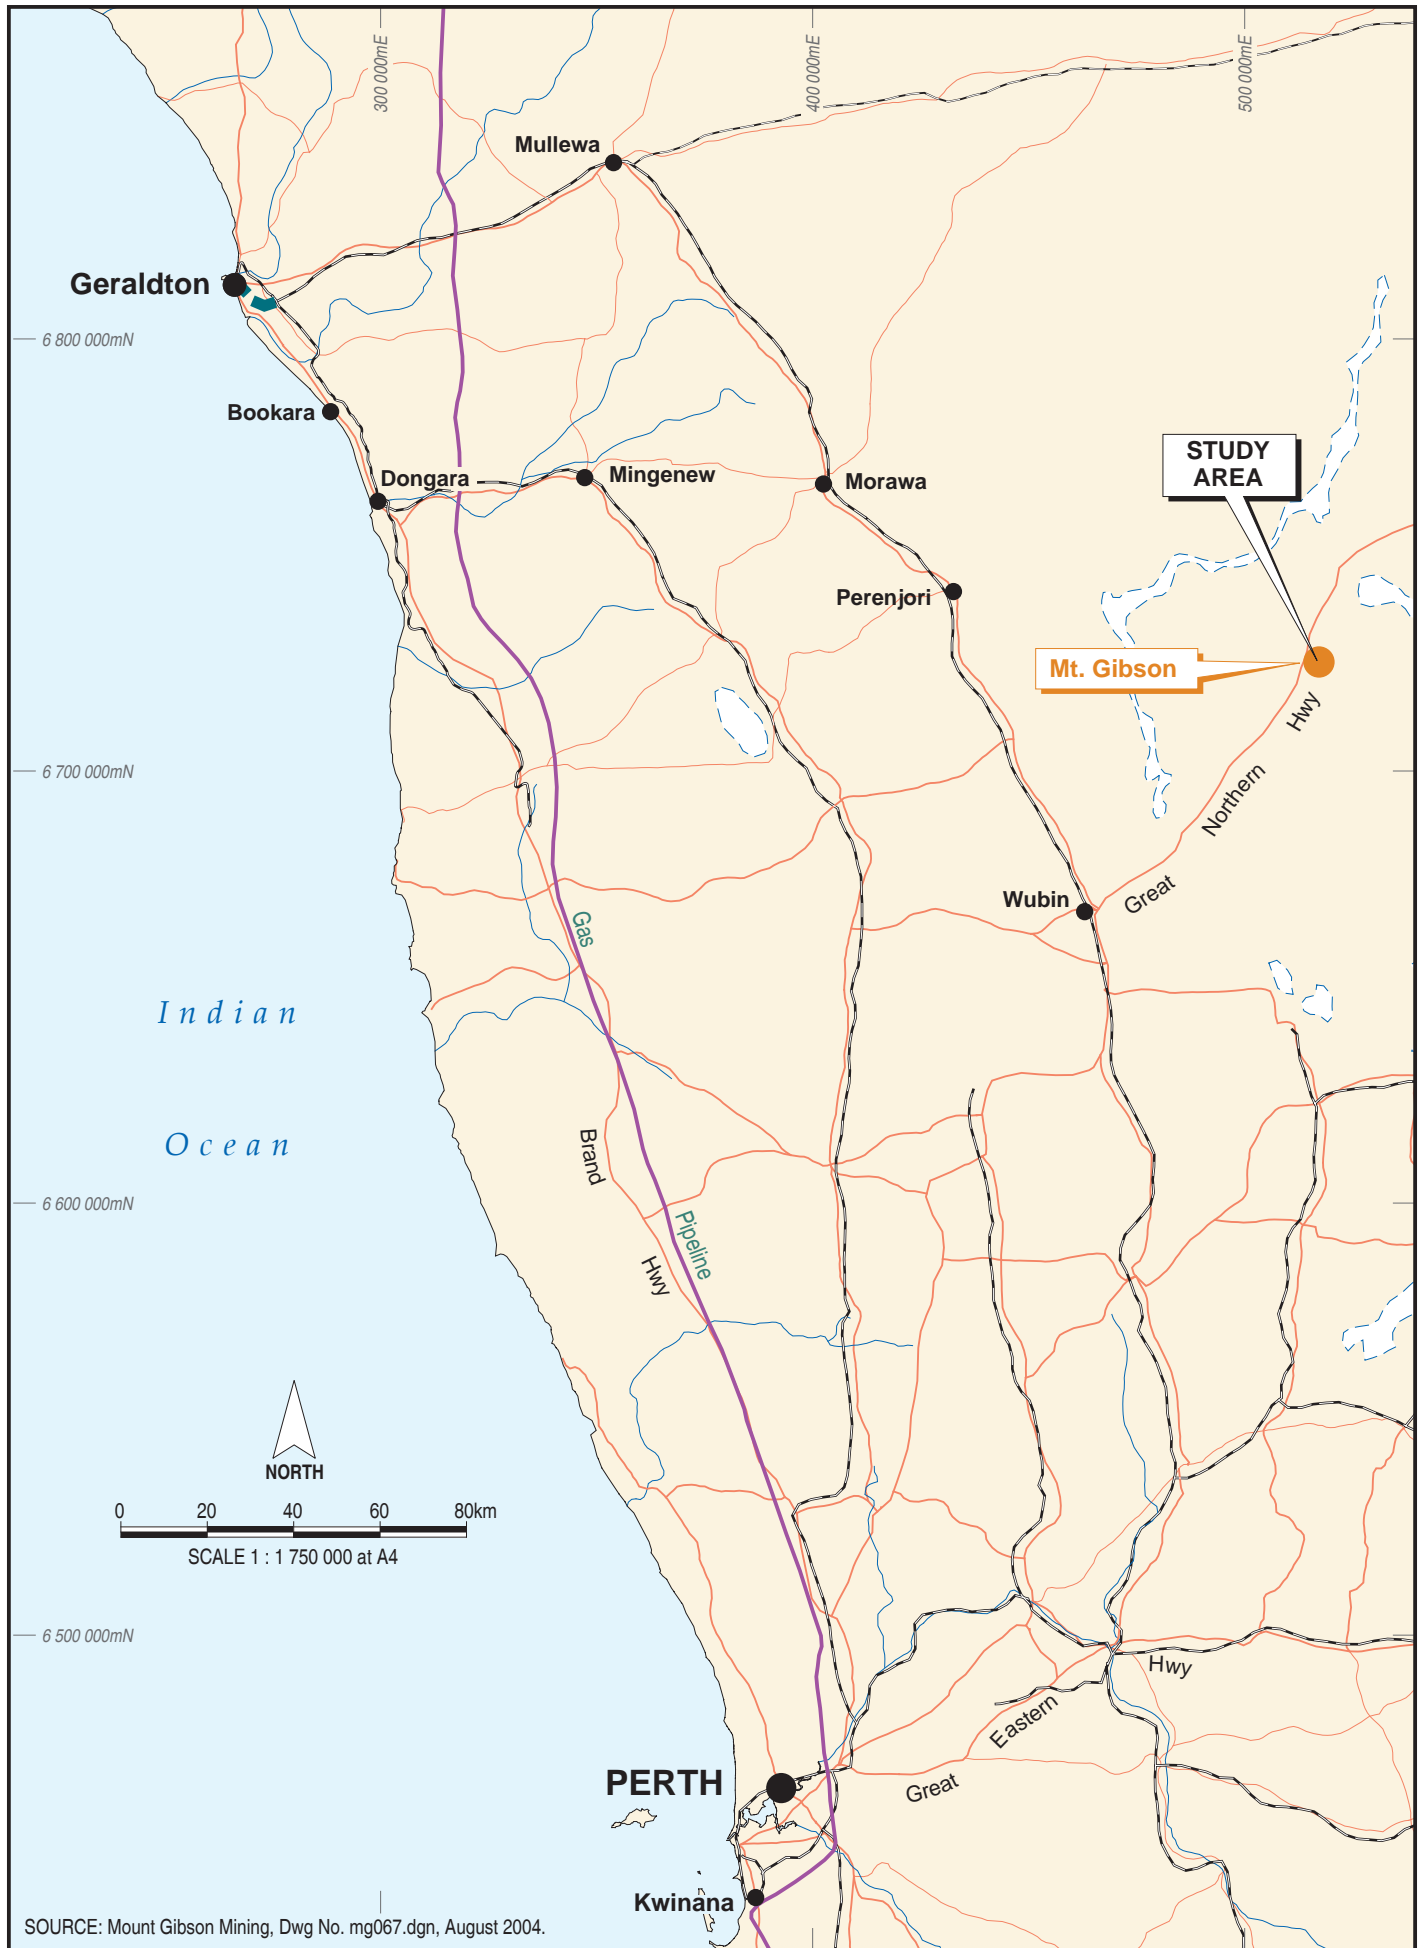 300 000mE
400 000mE
500 000mE
Mullewa
Geraldton
6 800 000mN
Bookara
STUDY
AREA
Dongara
Mingenew
Morawa
Perenjori
Mt. Gibson
Hwy
6 700 000mN
Northern
Great
Wubin
Gas
Indian
Ocean
Brand
6 600 000mN
Pipeline
Hwy
NORTH
0 20 40 60 80km
SCALE 1 : 1 750 000 at A4
6 500 000mN
Hwy
Eastern
Great
PERTH
Kwinana
SOURCE: Mount Gibson Mining, Dwg No. mg067.dgn, August 2004.